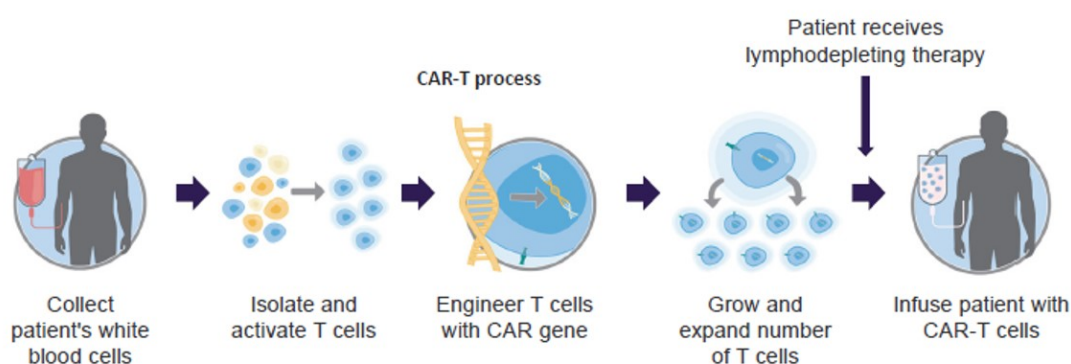 Patient receives
lymphodepleting therapy
CAR-T process
Collect
patient's white
blood cells
Isolate and
activate T cells
Engineer T cells
with CAR gene
Grow and
expand number
of T cells
Infuse patient with
CAR-T cells